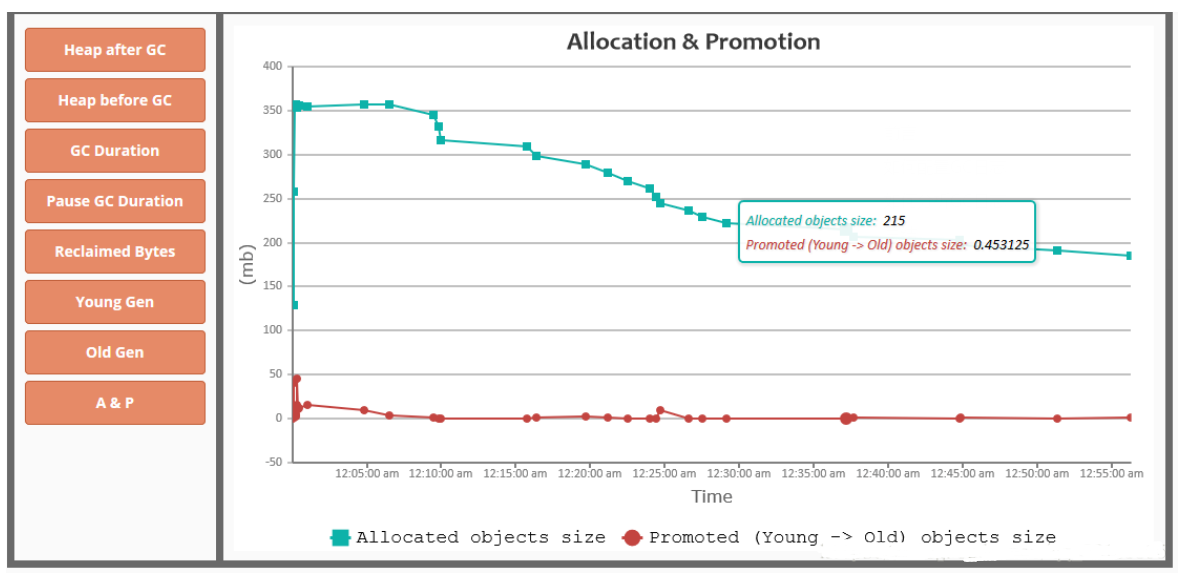 Heap after GC
Heap before GC
GC Duration
Pause GC Duration
Reclaimed Bytes
Young Gen
Old Gen
A & P
Allocation & Promotion
400
350
300
250
200
150
100
50
0
-50
(mb)
Allocated objects size: 215
Promoted (Young -> Old) objects size: 0.453125
12:05:00 am 12:10:00 am 12:15:00 am 12:20:00 am 12:25:00 am 12:30:00 am 12:35:00 am 12:40:00 am 12:45:00 am 12:50:00 am 12:55:00 am
Time
Allocated objects size Promoted (Young -> Old) objects size